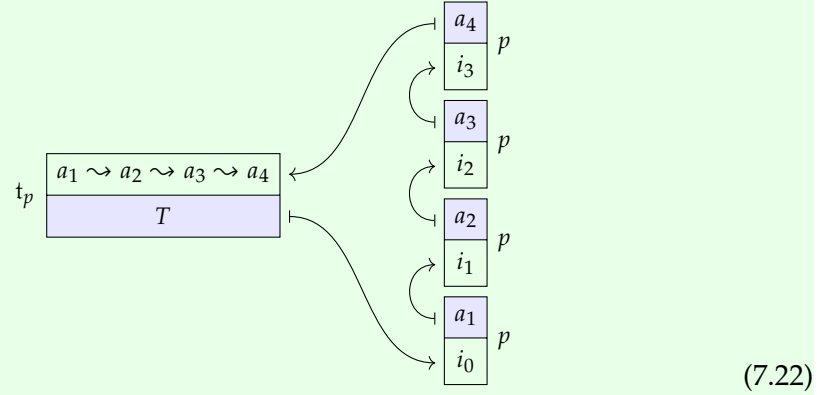 a₄
p
i₃
a₃
p
i₂
tₚ
a₁ ⇝ a₂ ⇝ a₃ ⇝ a₄
T
a₂
p
i₁
a₁
p
i₀
(7.22)